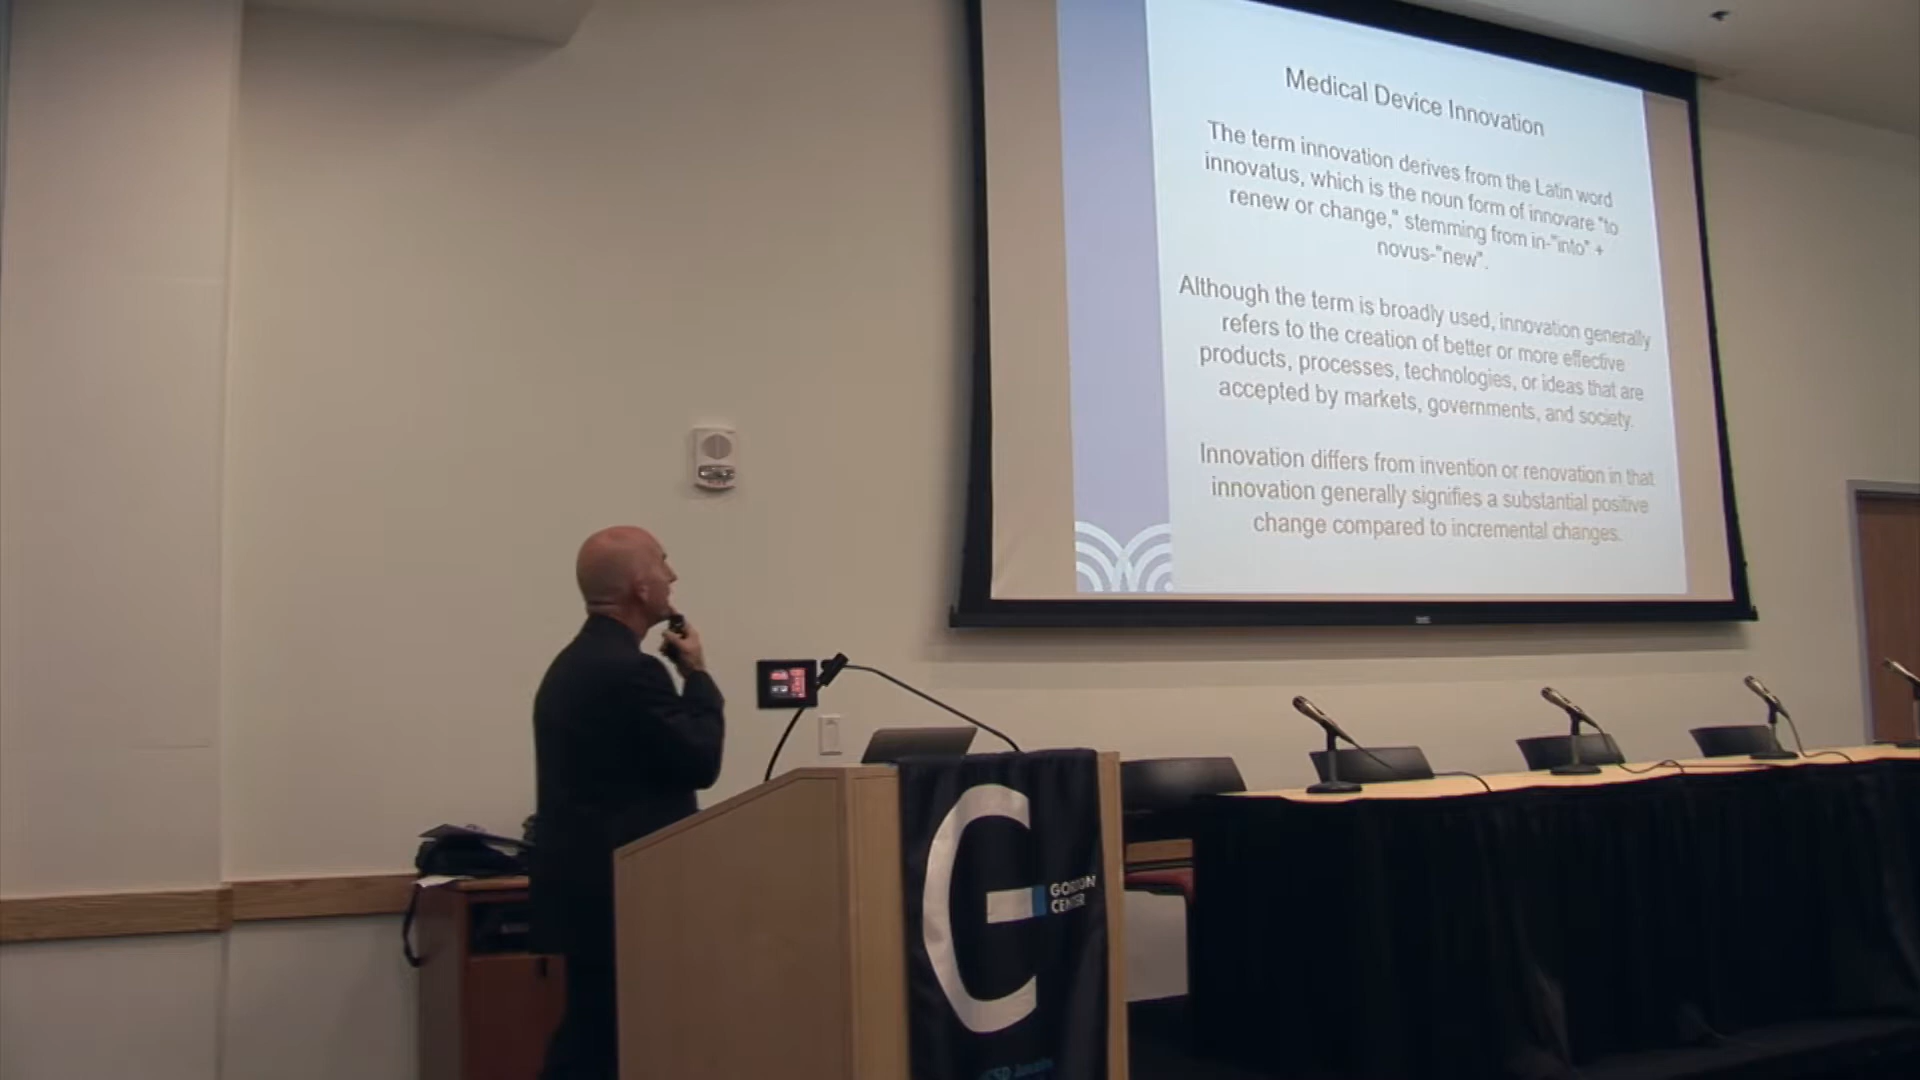 Medical Device Innovation
The term innovation derives from the Latin word
innovatus, which is the noun form of innovare "to
renew or change," stemming from in-"into" +
novus-"new".
Although the term is broadly used, innovation generally
refers to the creation of better or more effective
products, processes, technologies, or ideas that are
accepted by markets, governments, and society.
Innovation differs from invention or renovation in that
innovation generally signifies a substantial positive
change compared to incremental changes.
GORDON
CENTER